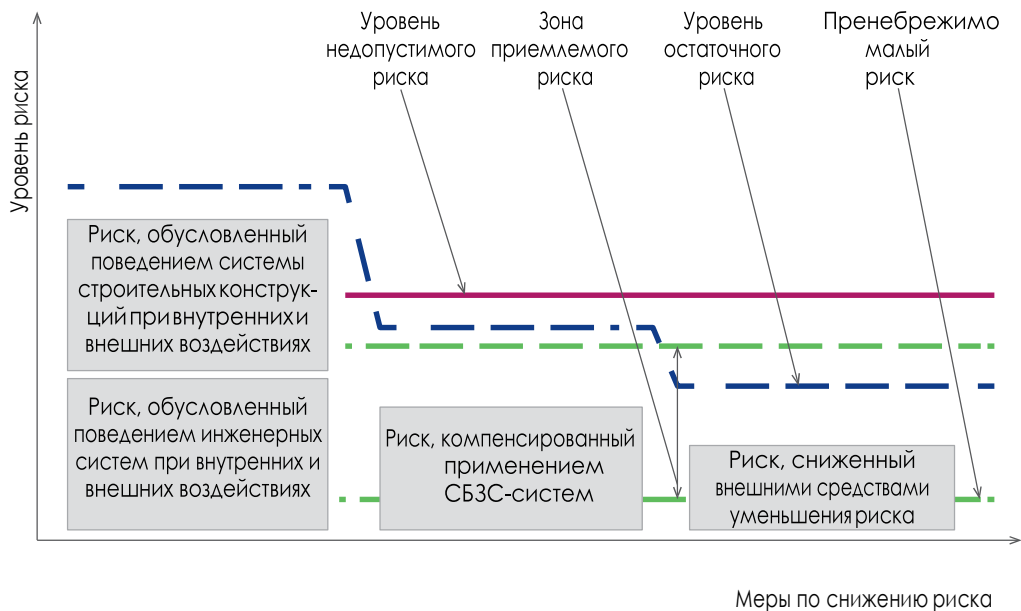 Уровень риска
Уровень
недопустимого
риска
Зона
приемлемого
риска
Уровень
остаточного
риска
Пренебрежимо
малый
риск
Риск, обусловленный
поведением системы
строительных конструк-
ций при внутренних и
внешних воздействиях
Риск, обусловленный
поведением инженерных
систем при внутренних и
внешних воздействиях
Риск, компенсированный
применением
СБЗС-систем
Риск, сниженный
внешними средствами
уменьшения риска
Меры по снижению риска